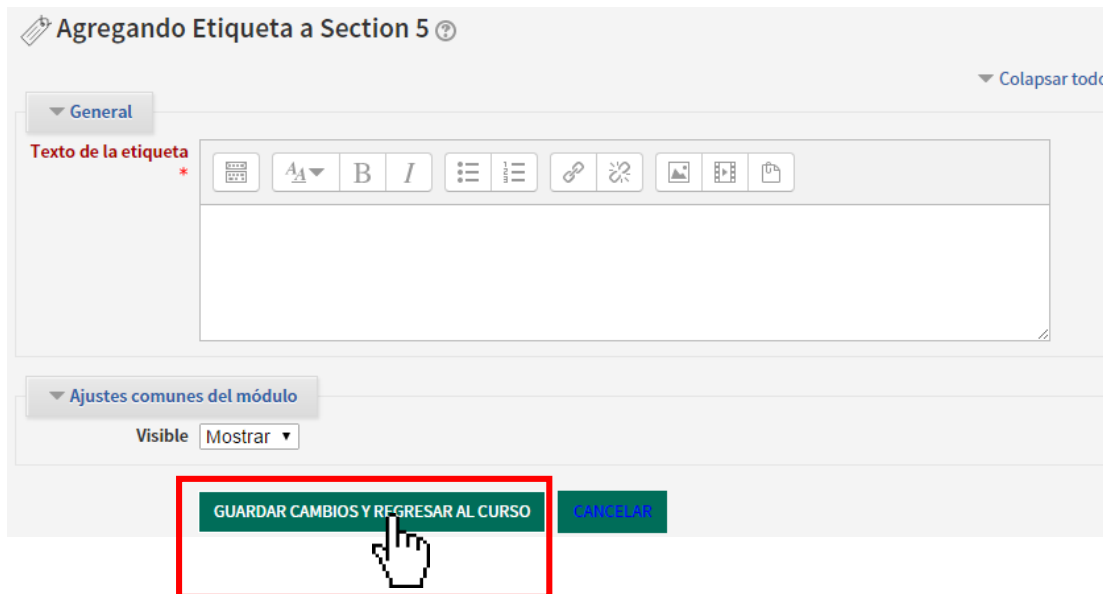 Agregando Etiqueta a Section 5
Colapsar todo
General
Texto de la etiqueta
*
B I
Ajustes comunes del módulo
Visible Mostrar
GUARDAR CAMBIOS Y REGRESAR AL CURSO CANCELAR